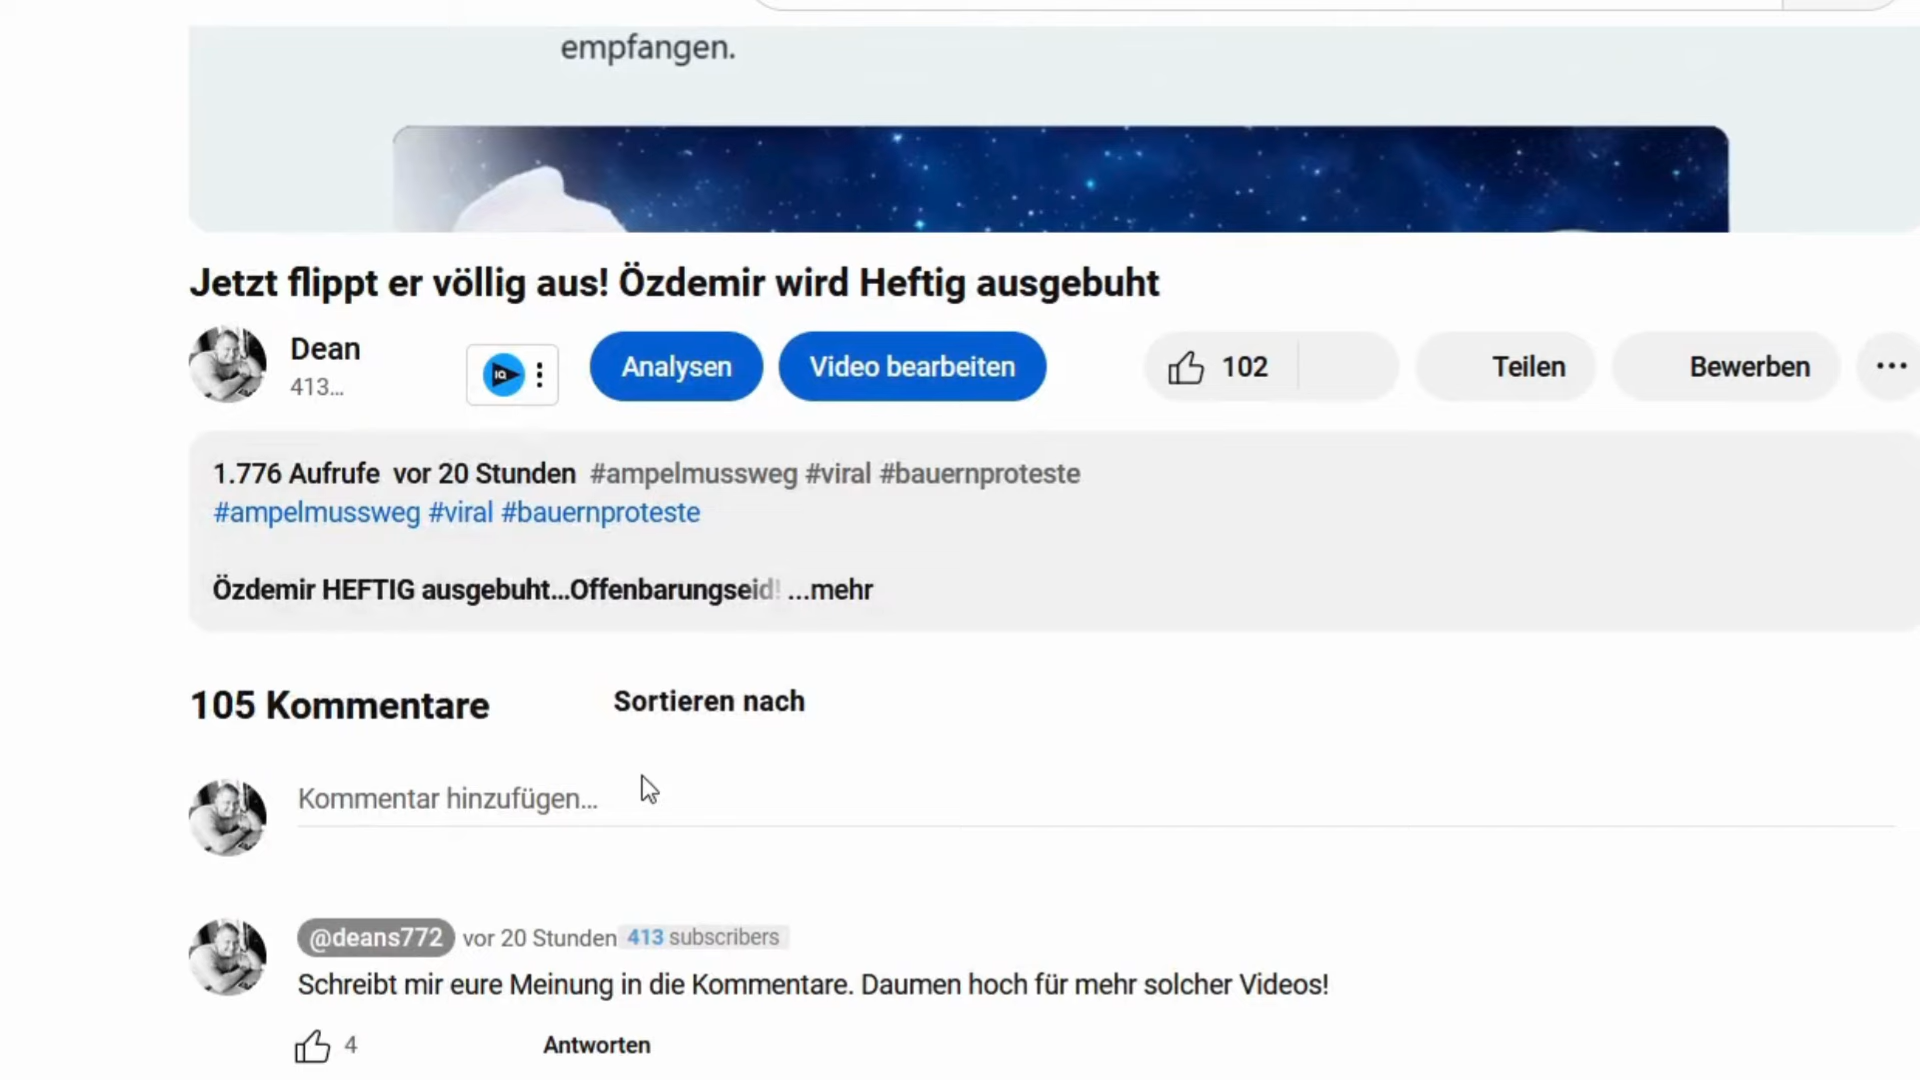 empfangen.
Jetzt flippt er völlig aus! Özdemir wird Heftig ausgebuht
Dean
413...
IQ
Analysen
Video bearbeiten
102
Teilen
Bewerben
1.776 Aufrufe vor 20 Stunden #ampelmussweg #viral #bauernproteste
#ampelmussweg #viral #bauernproteste
Özdemir HEFTIG ausgebuht...Offenbarungseid! ...mehr
105 Kommentare
Sortieren nach
Kommentar hinzufügen...
@deans772 vor 20 Stunden 413 subscribers
Schreibt mir eure Meinung in die Kommentare. Daumen hoch für mehr solcher Videos!
4
Antworten